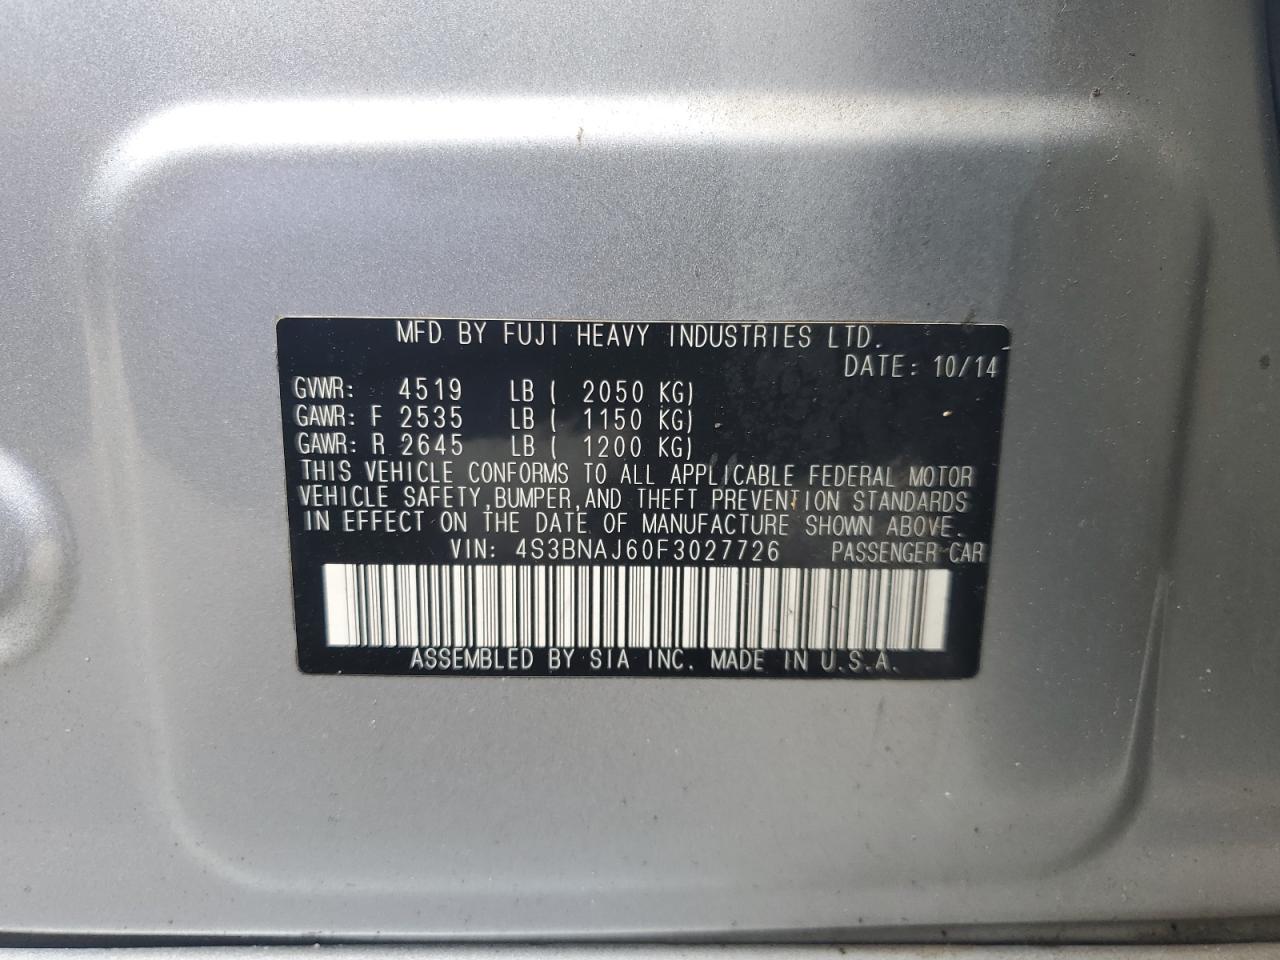 MFD BY FUJI HEAVY INDUSTRIES LTD.
DATE: 10/14
GVWR: 4519 LB ( 2050 KG)
GAWR: F 2535 LB ( 1150 KG)
GAWR: R 2645 LB ( 1200 KG)
THIS VEHICLE CONFORMS TO ALL APPLICABLE FEDERAL MOTOR
VEHICLE SAFETY, BUMPER, AND THEFT PREVENTION STANDARDS
IN EFFECT ON THE DATE OF MANUFACTURE SHOWN ABOVE.
VIN: 4S3BNAJ60F3027726 PASSENGER CAR
ASSEMBLED BY SIA INC. MADE IN U.S.A.